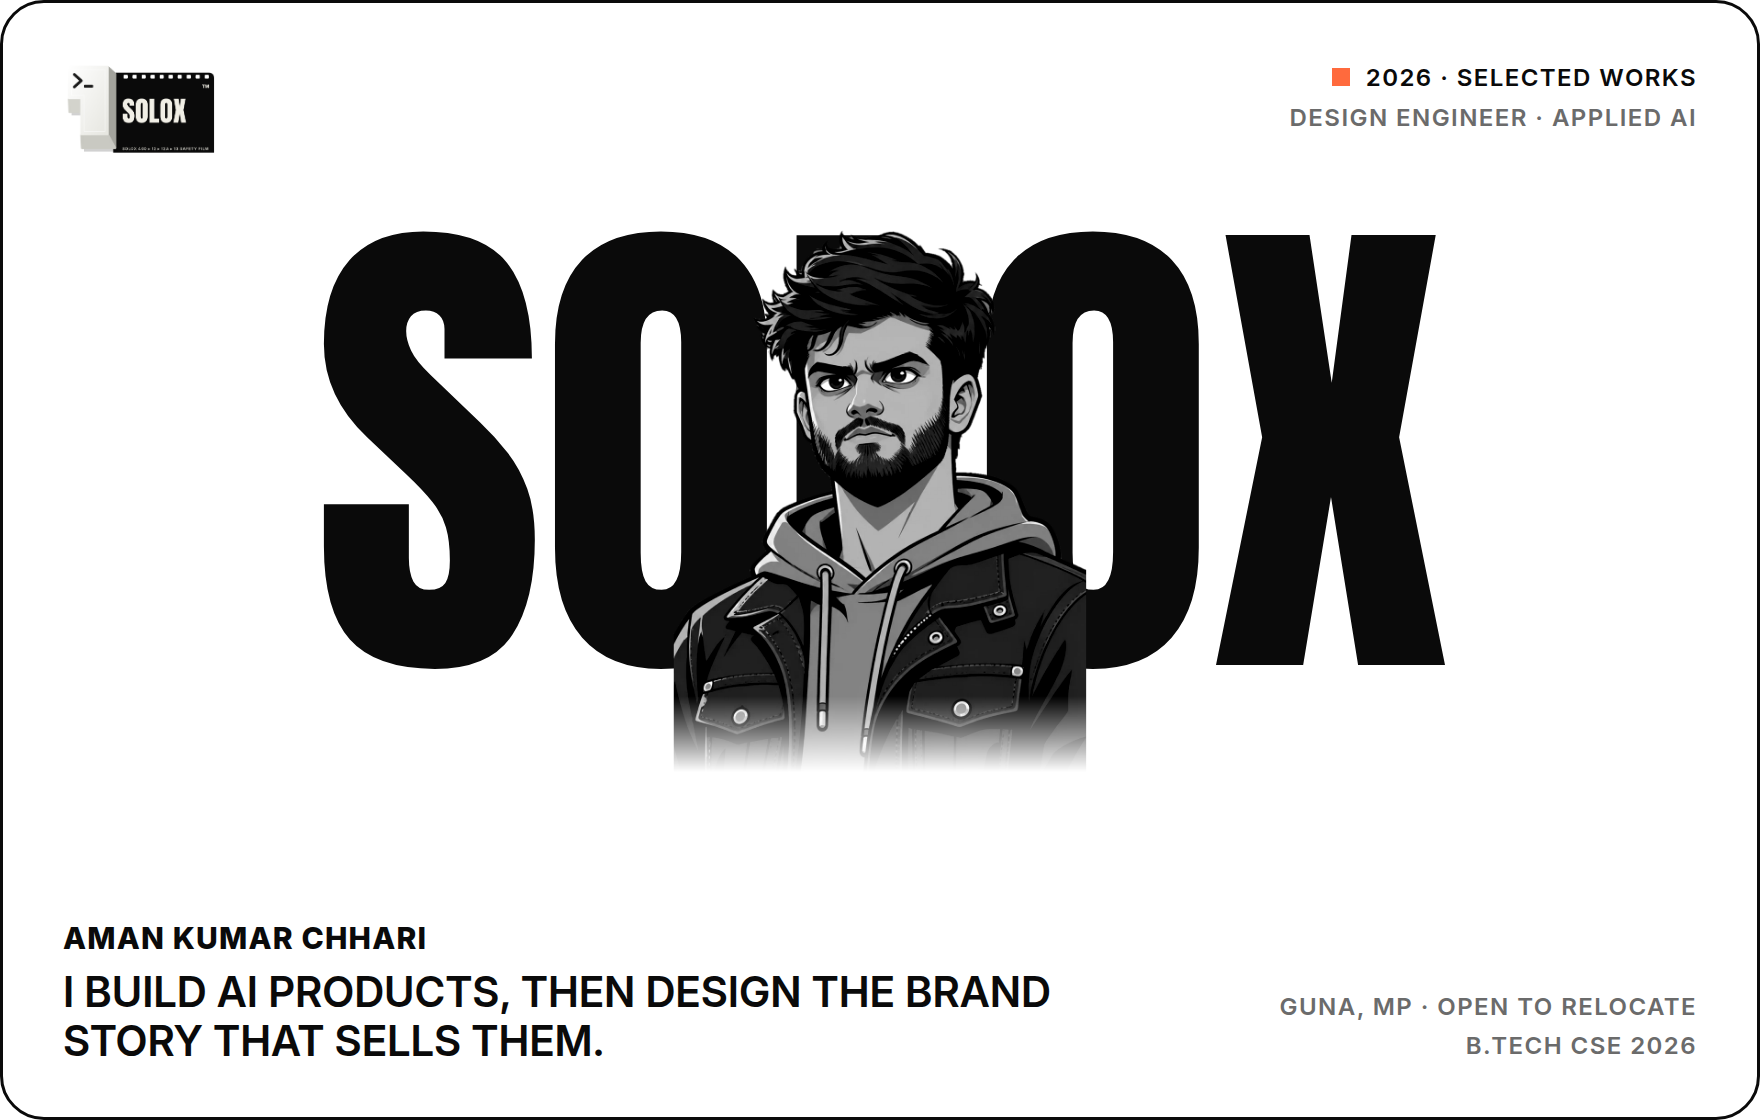 >_
SOLOX
TM
2026 · SELECTED WORKS
DESIGN ENGINEER · APPLIED AI
SOLOX
AMAN KUMAR CHHARI
I BUILD AI PRODUCTS, THEN DESIGN THE BRAND
STORY THAT SELLS THEM.
GUNA, MP · OPEN TO RELOCATE
B.TECH CSE 2026